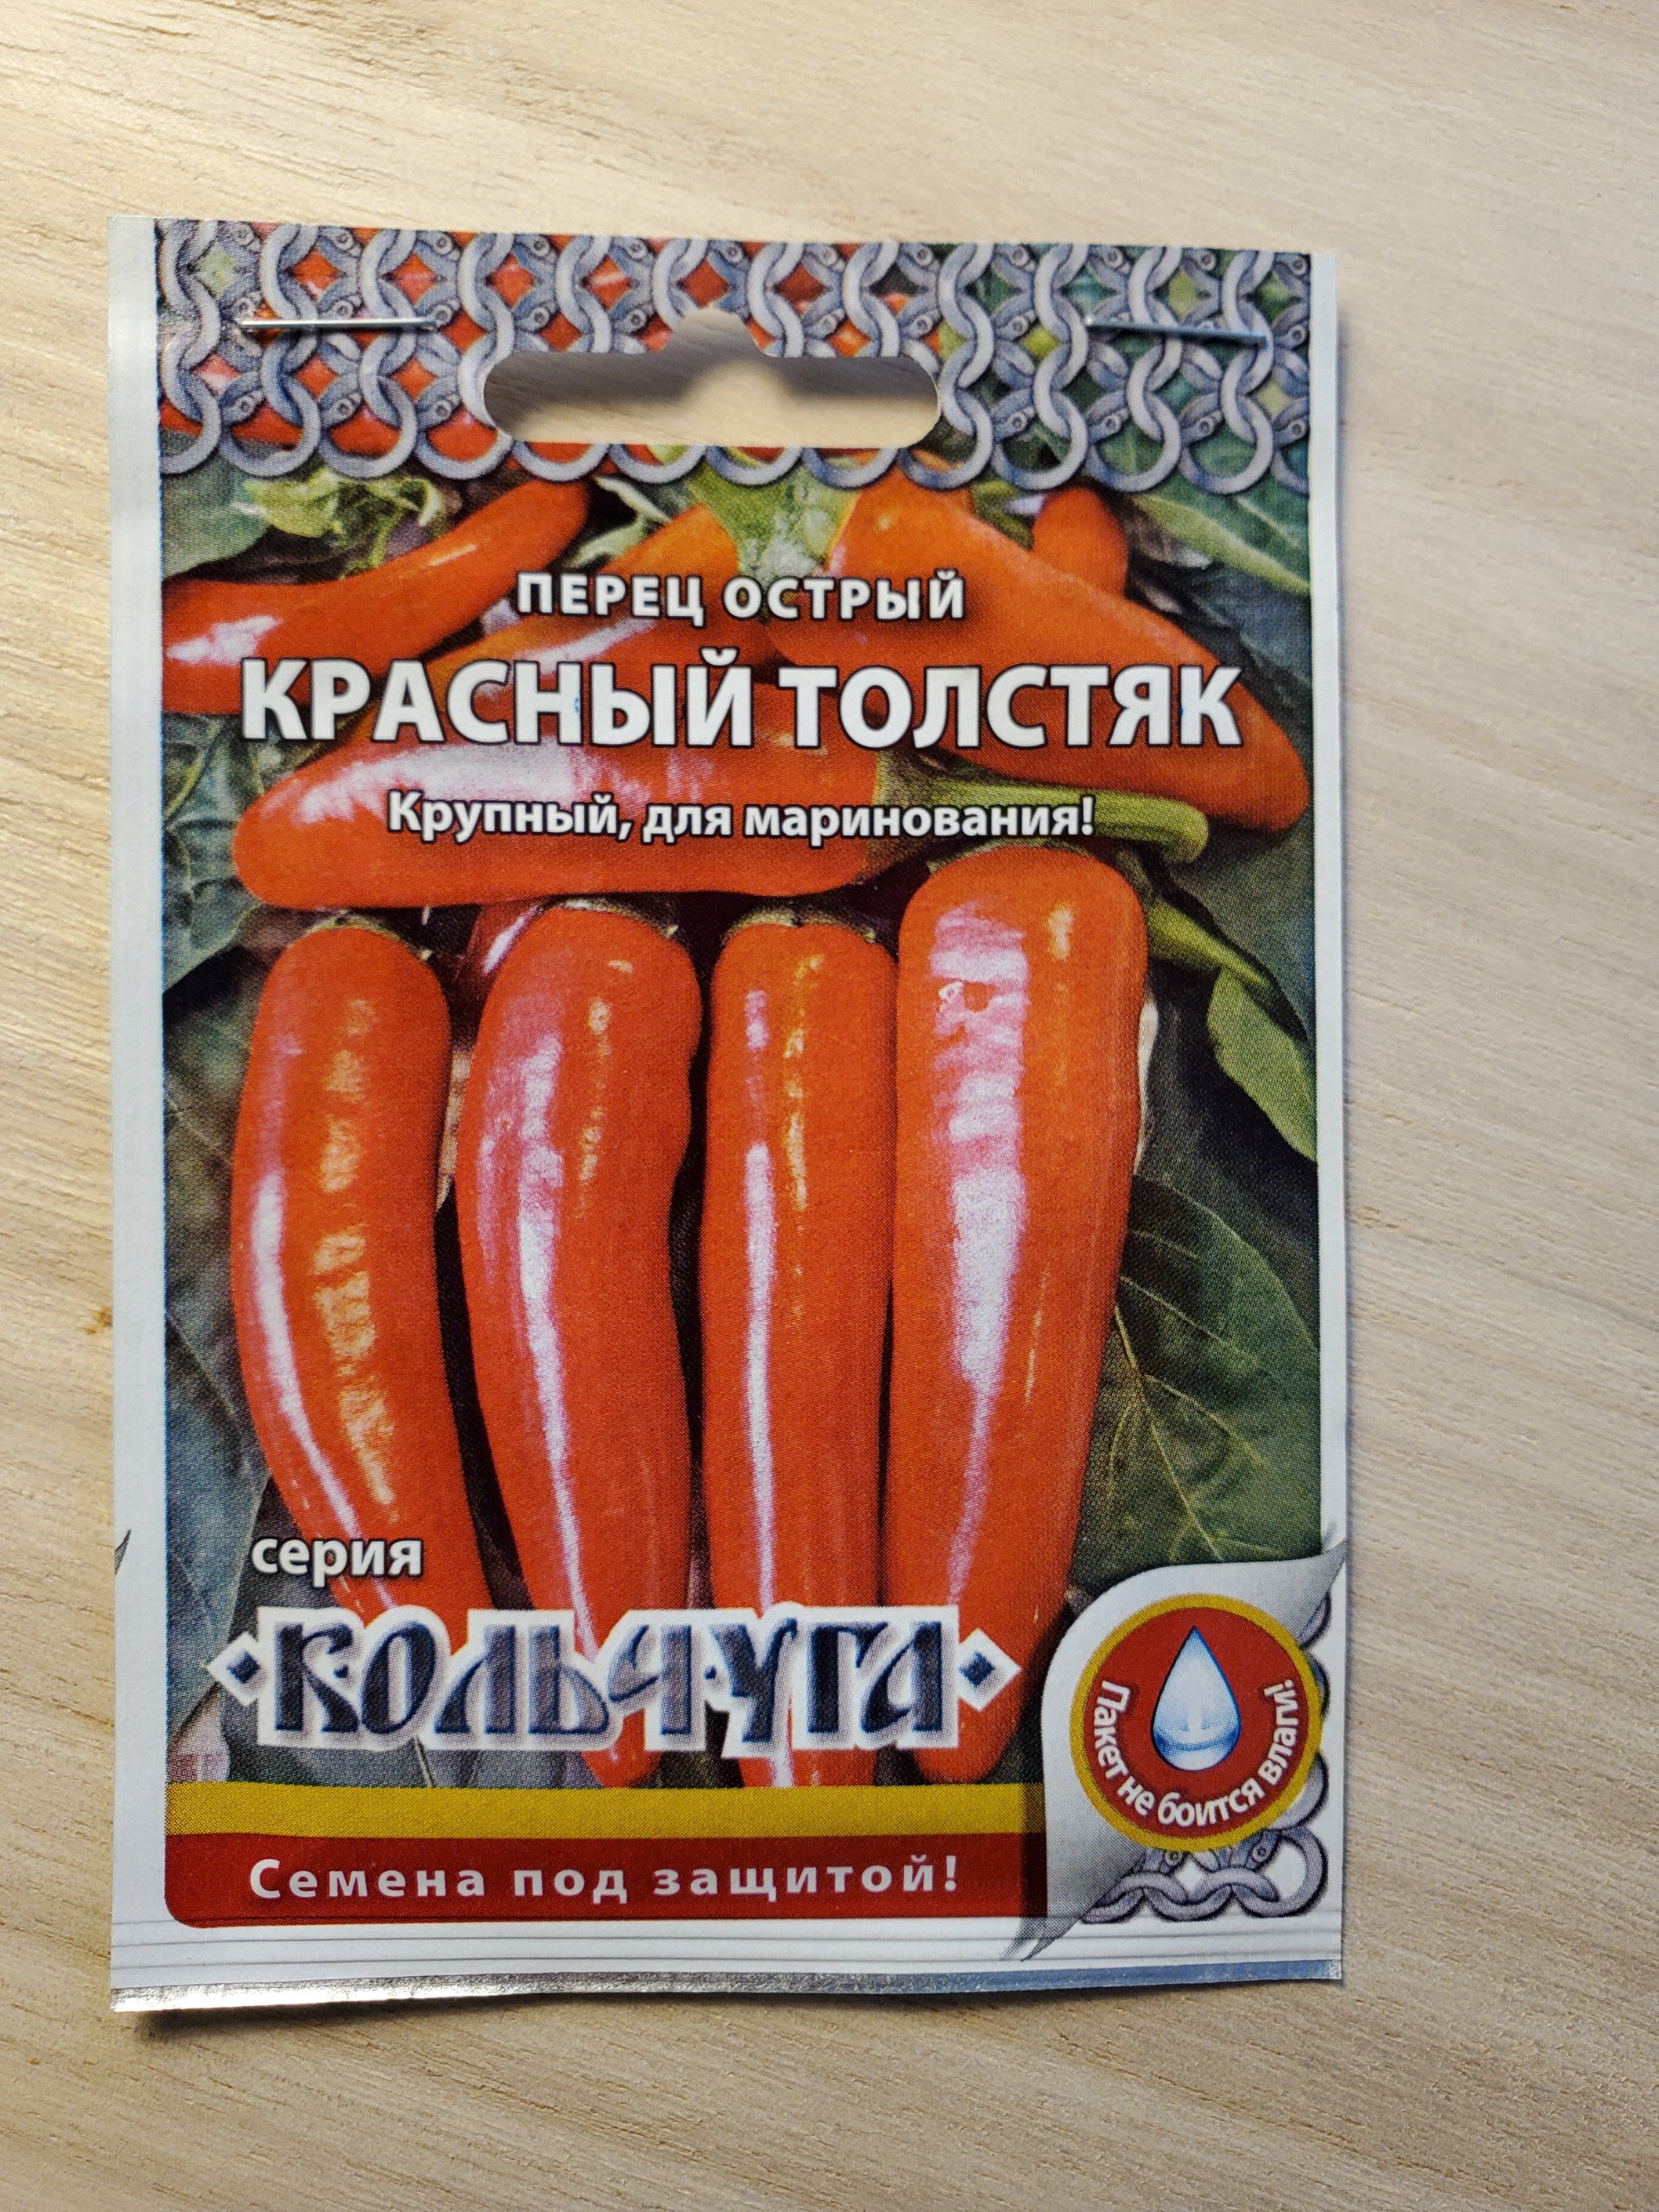 ПЕРЕЦ ОСТРЫЙ
КРАСНЫЙ ТОЛСТЯК
Крупный, для маринования!
серия
КОЛЬЧУГА
Пакет не боится влаги!
Семена под защитой!